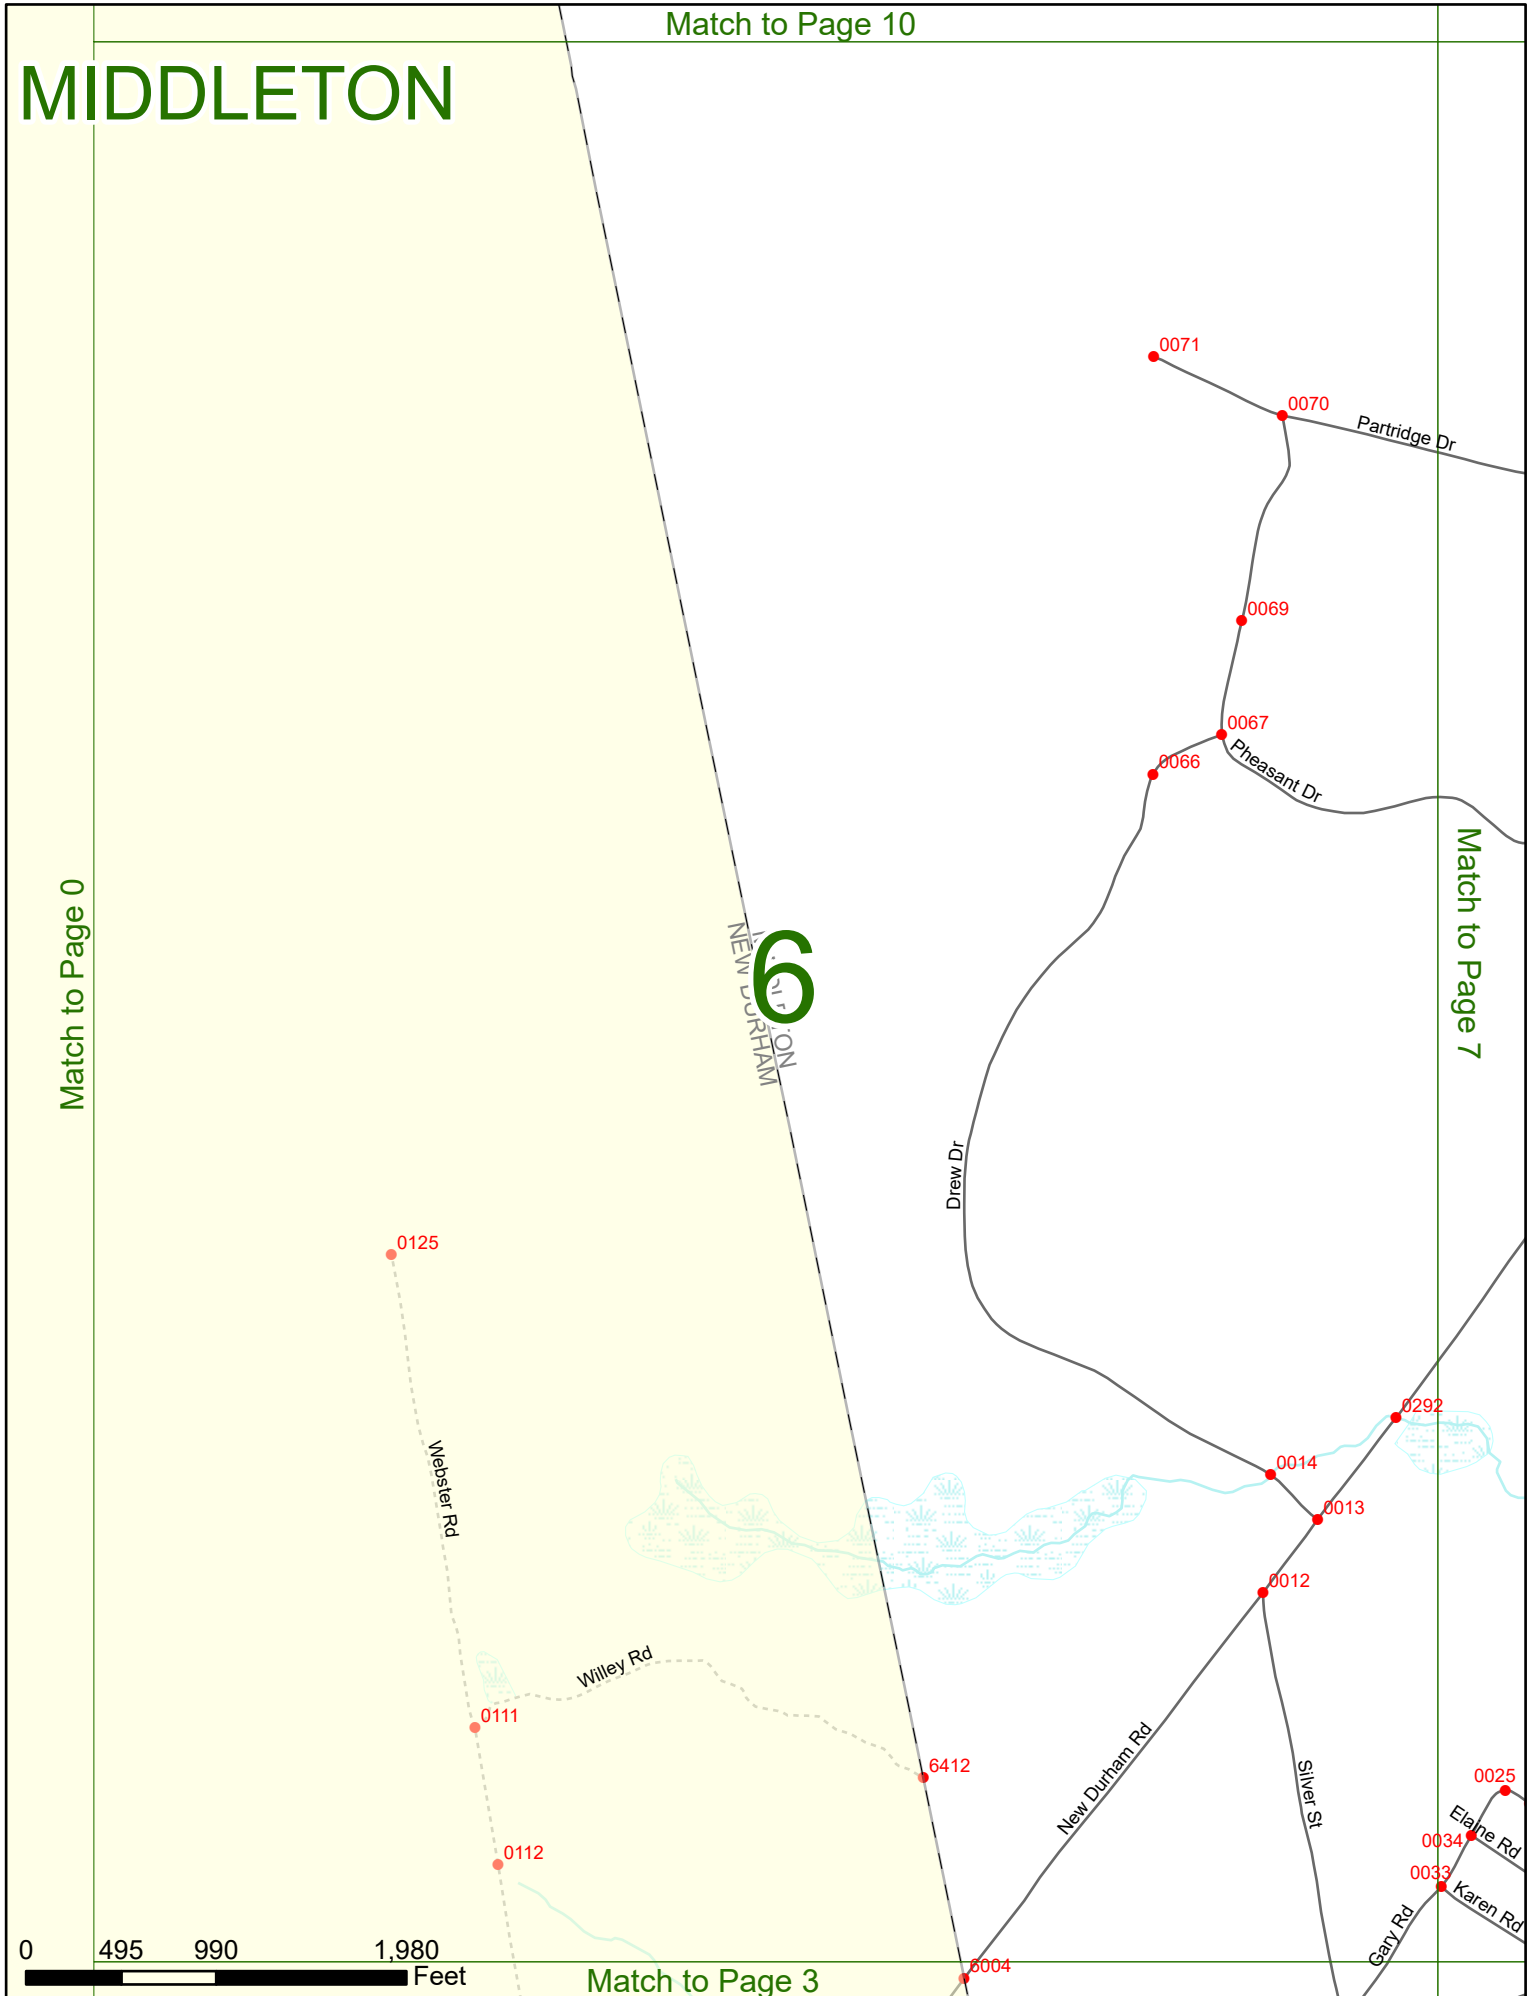 Match to Page 10
MIDDLETON
0071
0070
Partridge Dr
0069
0067
Pheasant Dr
0066
Match to Page 7
Match to Page 0
6
NEW DURHAM
Drew Dr
0125
0292
0014
0013
Webster Rd
0012
Willey Rd
0111
6412
New Durham Rd
Silver St
0025
Elaine Rd
0034
0112
0033
Karen Rd
Gary Rd
0 495 990 1,980
Feet
6004
Match to Page 3